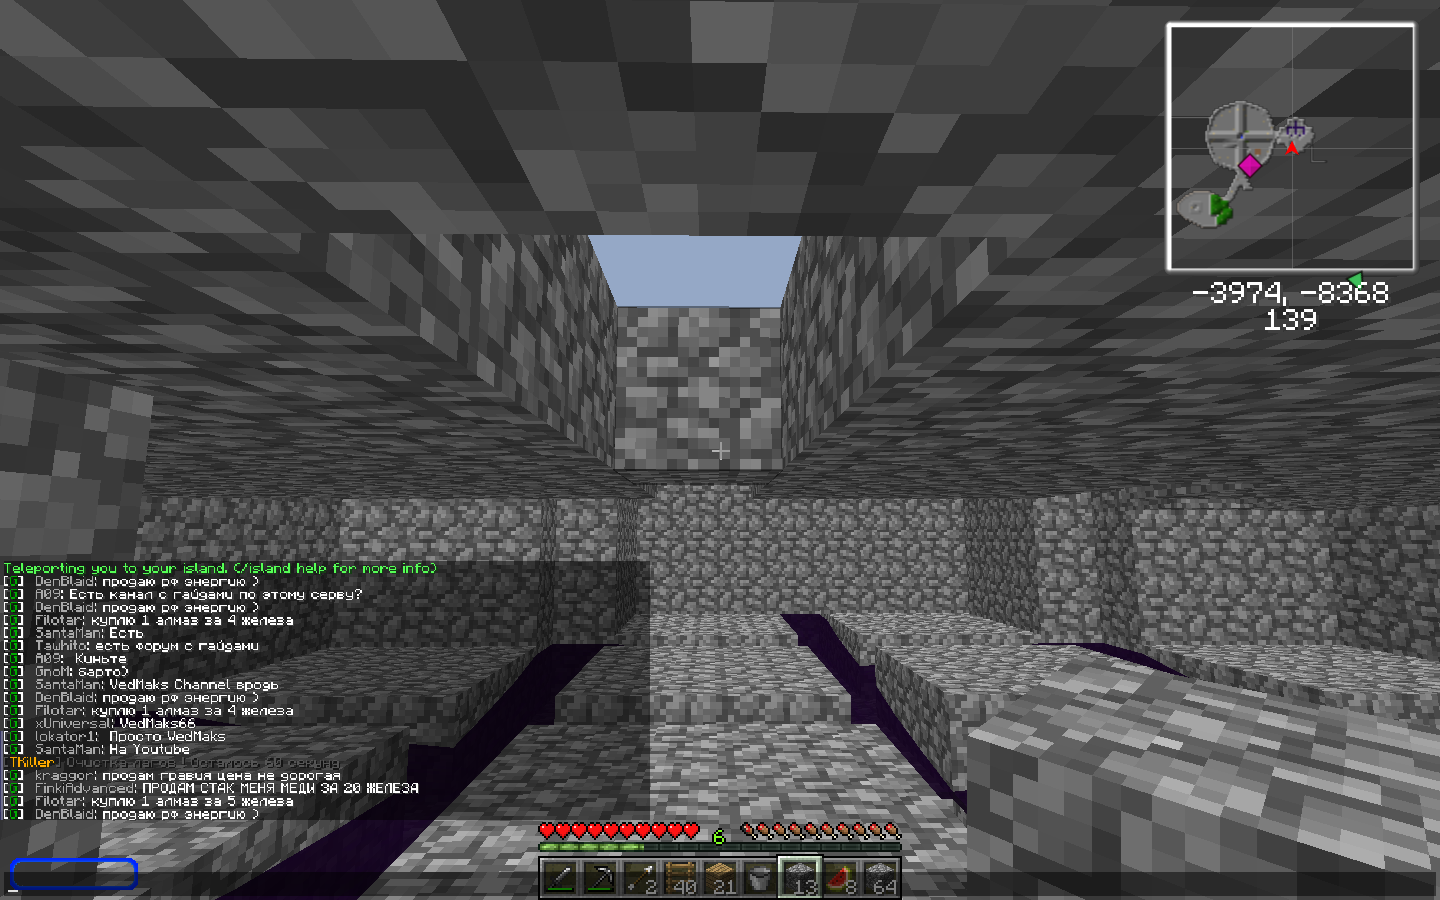 -3974, -8368
139
Teleporting you to your island. (/island help for more info)
[G] DenBlaid: продаю рф энергию )
[G] A09: Есть канал с гайдами по этому серву?
[G] DenBlaid: продаю рф энергию )
[G] Filotar: куплю 1 алмаз за 4 железа
[G] SantaMan: Есть
[G] Tawhito: есть форум с гайдами
[G] A09: Киньте
[G] GnoM: барто)
[G] SantaMan: VedMaks Channel вродь
[G] DenBlaid: продаю рф энергию )
[G] Filotar: куплю 1 алмаз за 4 железа
[G] xUniversal: VedMaks66
[G] lokator1: Просто VedMaks
[G] SantaMan: На Youtube
[TKiller] Очистка лагов ! Осталось 60 секунд
[G] kraggor: продам гравия цена не дорогая
[G] FinkiAdvanced: ПРОДАМ СТАК МЕНЯ МЕДИ ЗА 20 ЖЕЛЕЗА
[G] Filotar: куплю 1 алмаз за 5 железа
[G] DenBlaid: продаю рф энергию )
6
2 40 21 13 8 64